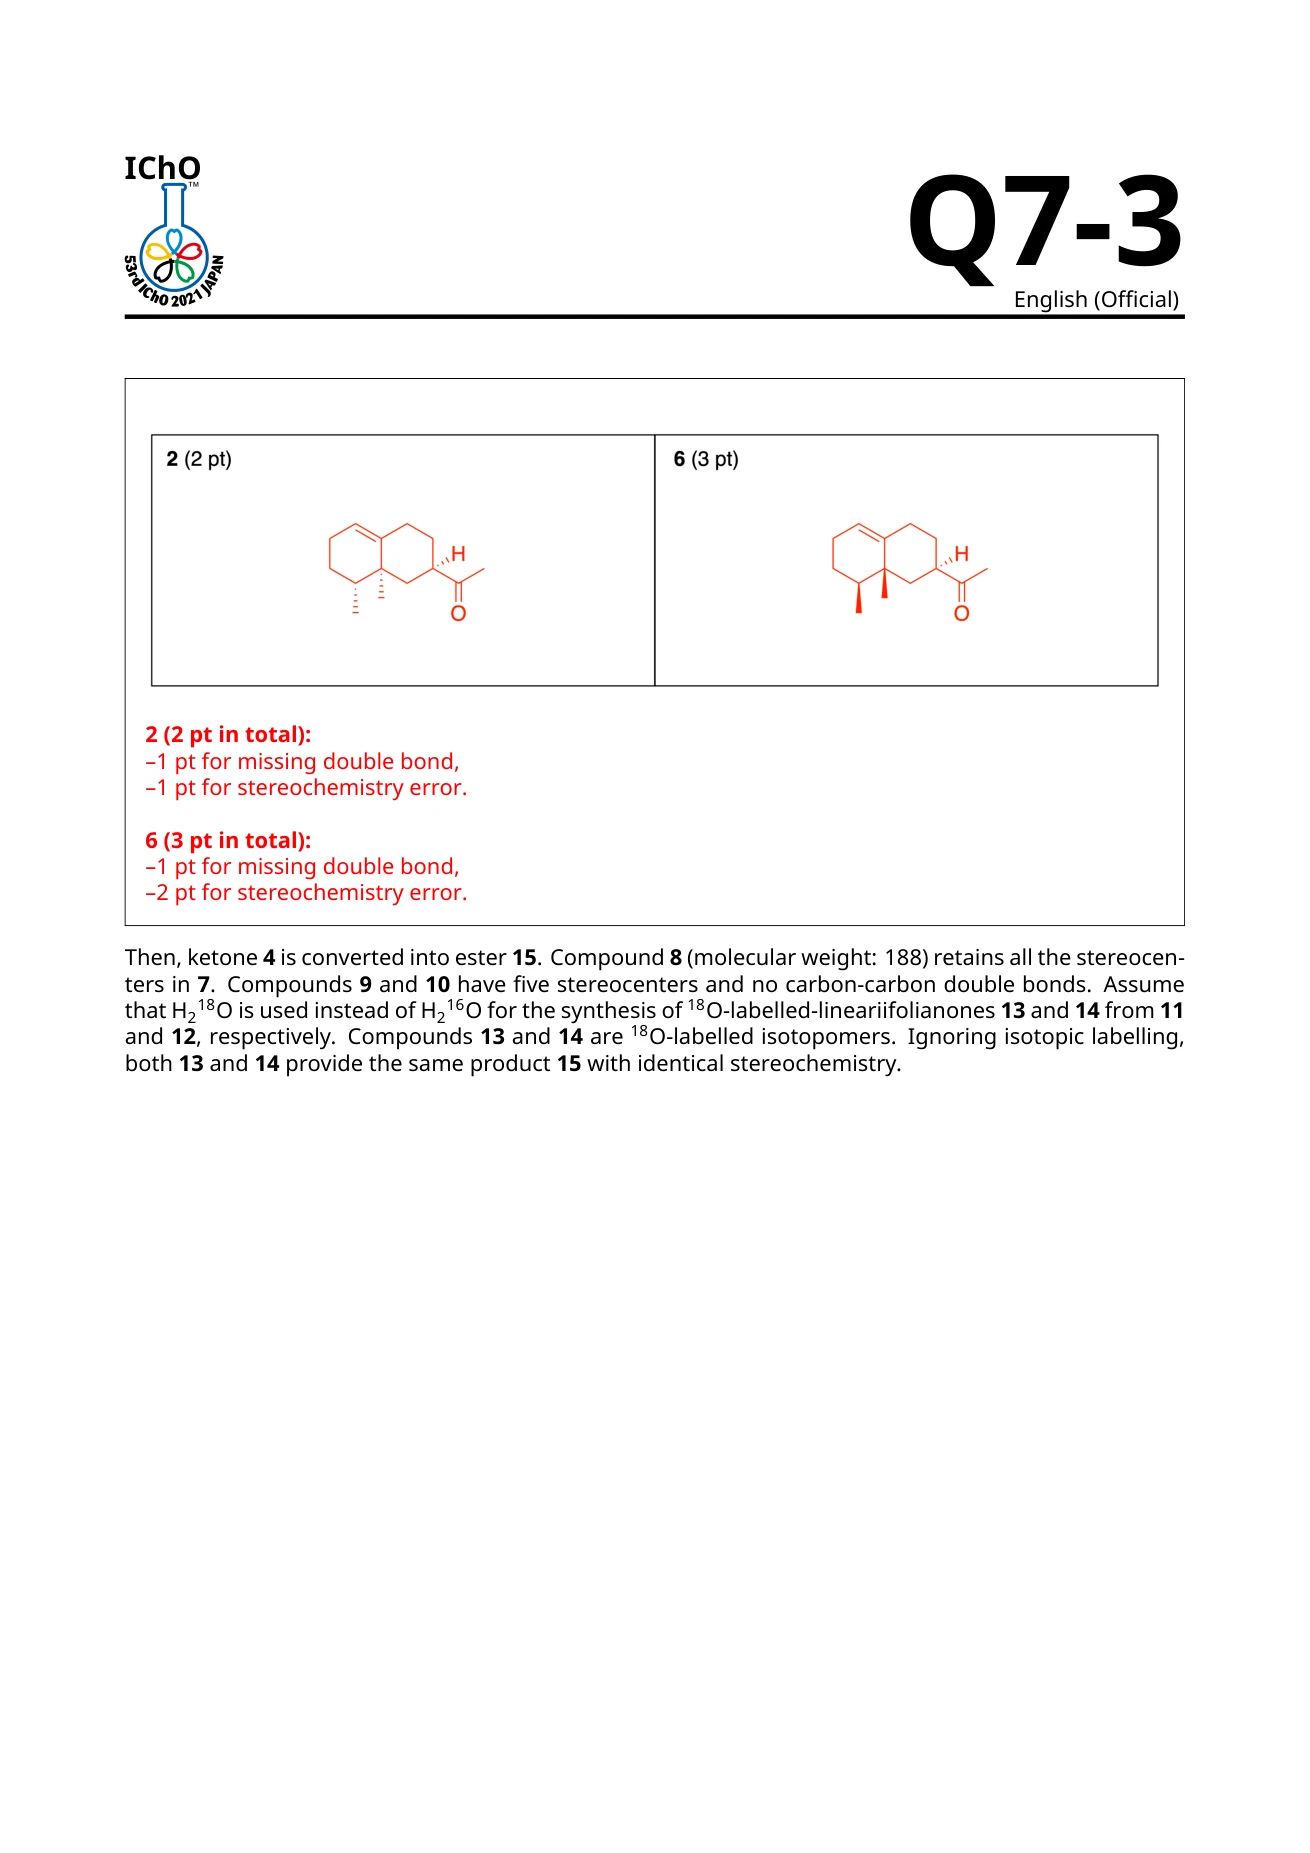 IChO
TM
53rd IChO 2021 JAPAN
Q7-3
English (Official)
2 (2 pt)
6 (3 pt)
H
O
H
O
2 (2 pt in total):
–1 pt for missing double bond,
–1 pt for stereochemistry error.
6 (3 pt in total):
–1 pt for missing double bond,
–2 pt for stereochemistry error.
Then, ketone 4 is converted into ester 15. Compound 8 (molecular weight: 188) retains all the stereocen-
ters in 7. Compounds 9 and 10 have five stereocenters and no carbon-carbon double bonds. Assume
that H₂¹⁸O is used instead of H₂¹⁶O for the synthesis of ¹⁸O-labelled-lineariifolianones 13 and 14 from 11
and 12, respectively. Compounds 13 and 14 are ¹⁸O-labelled isotopomers. Ignoring isotopic labelling,
both 13 and 14 provide the same product 15 with identical stereochemistry.